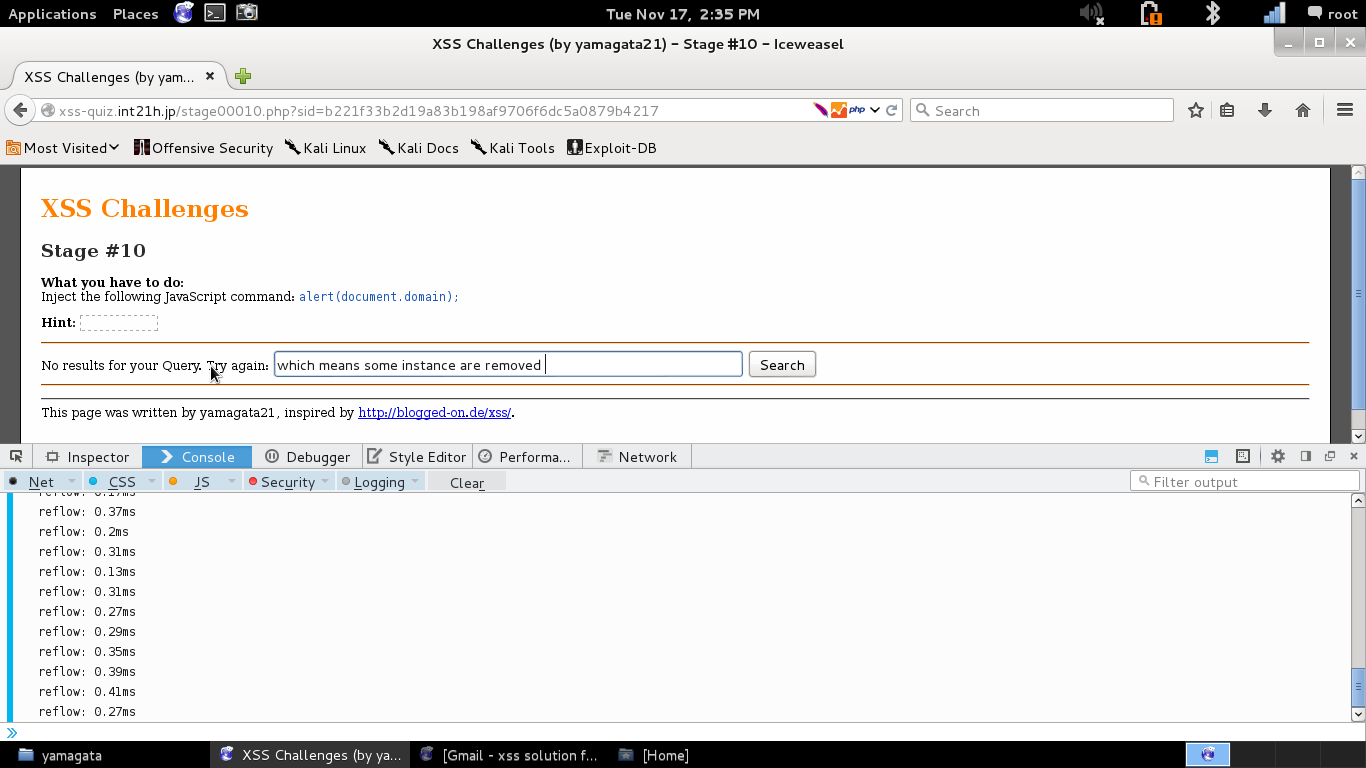 Applications Places Tue Nov 17, 2:35 PM root
XSS Challenges (by yamagata21) - Stage #10 - Iceweasel
XSS Challenges (by yam...
xss-quiz.int21h.jp/stage00010.php?sid=b221f33b2d19a83b198af9706f6dc5a0879b4217 php Search
Most Visited Offensive Security Kali Linux Kali Docs Kali Tools Exploit-DB
XSS Challenges
Stage #10
What you have to do:
Inject the following JavaScript command: alert(document.domain);
Hint:
No results for your Query. Try again: which means some instance are removed Search
This page was written by yamagata21, inspired by http://blogged-on.de/xss/.
Inspector Console Debugger Style Editor Performa... Network
Net CSS JS Security Logging Clear Filter output
reflow: 0.17ms
reflow: 0.37ms
reflow: 0.2ms
reflow: 0.31ms
reflow: 0.13ms
reflow: 0.31ms
reflow: 0.27ms
reflow: 0.29ms
reflow: 0.35ms
reflow: 0.39ms
reflow: 0.41ms
reflow: 0.27ms
»
yamagata XSS Challenges (by ya... [Gmail - xss solution f... [Home]